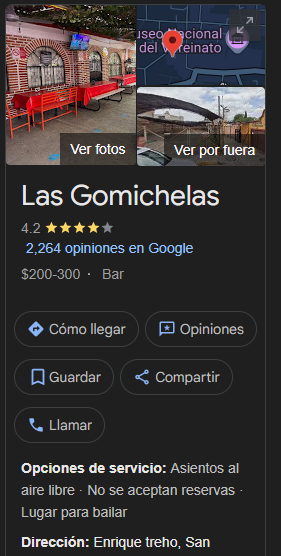 useo Nacional
del V rreinato
Ver fotos
Ver por fuera
Las Gomichelas
4.2
2,264 opiniones en Google
$200-300 · Bar
Cómo llegar
Opiniones
Guardar
Compartir
Llamar
Opciones de servicio: Asientos al
aire libre · No se aceptan reservas ·
Lugar para bailar
Dirección: Enrique treho, San